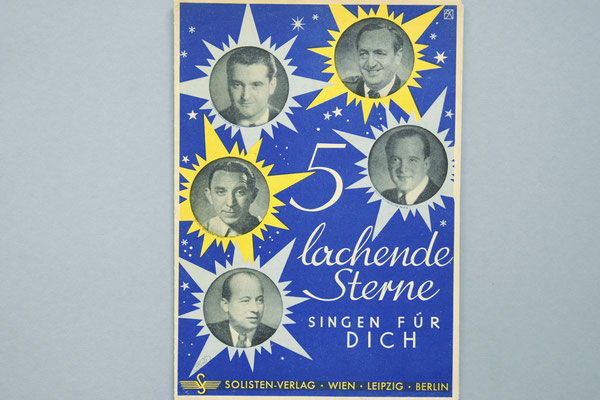 5
lachende
Sterne
SINGEN FÜR
DICH
SOLISTEN-VERLAG · WIEN · LEIPZIG · BERLIN